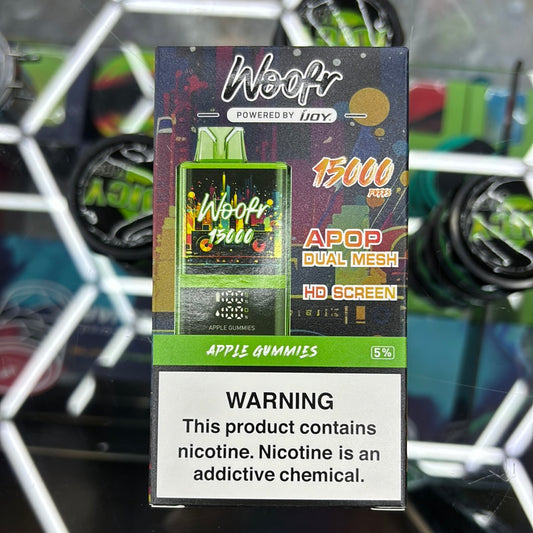 Woofr
POWERED BY iJOY
15000
PUFFS
Woofr
15000
APOP
DUAL MESH
HD SCREEN
APPLE GUMMIES
APPLE GUMMIES 5%
WARNING
This product contains
nicotine. Nicotine is an
addictive chemical.